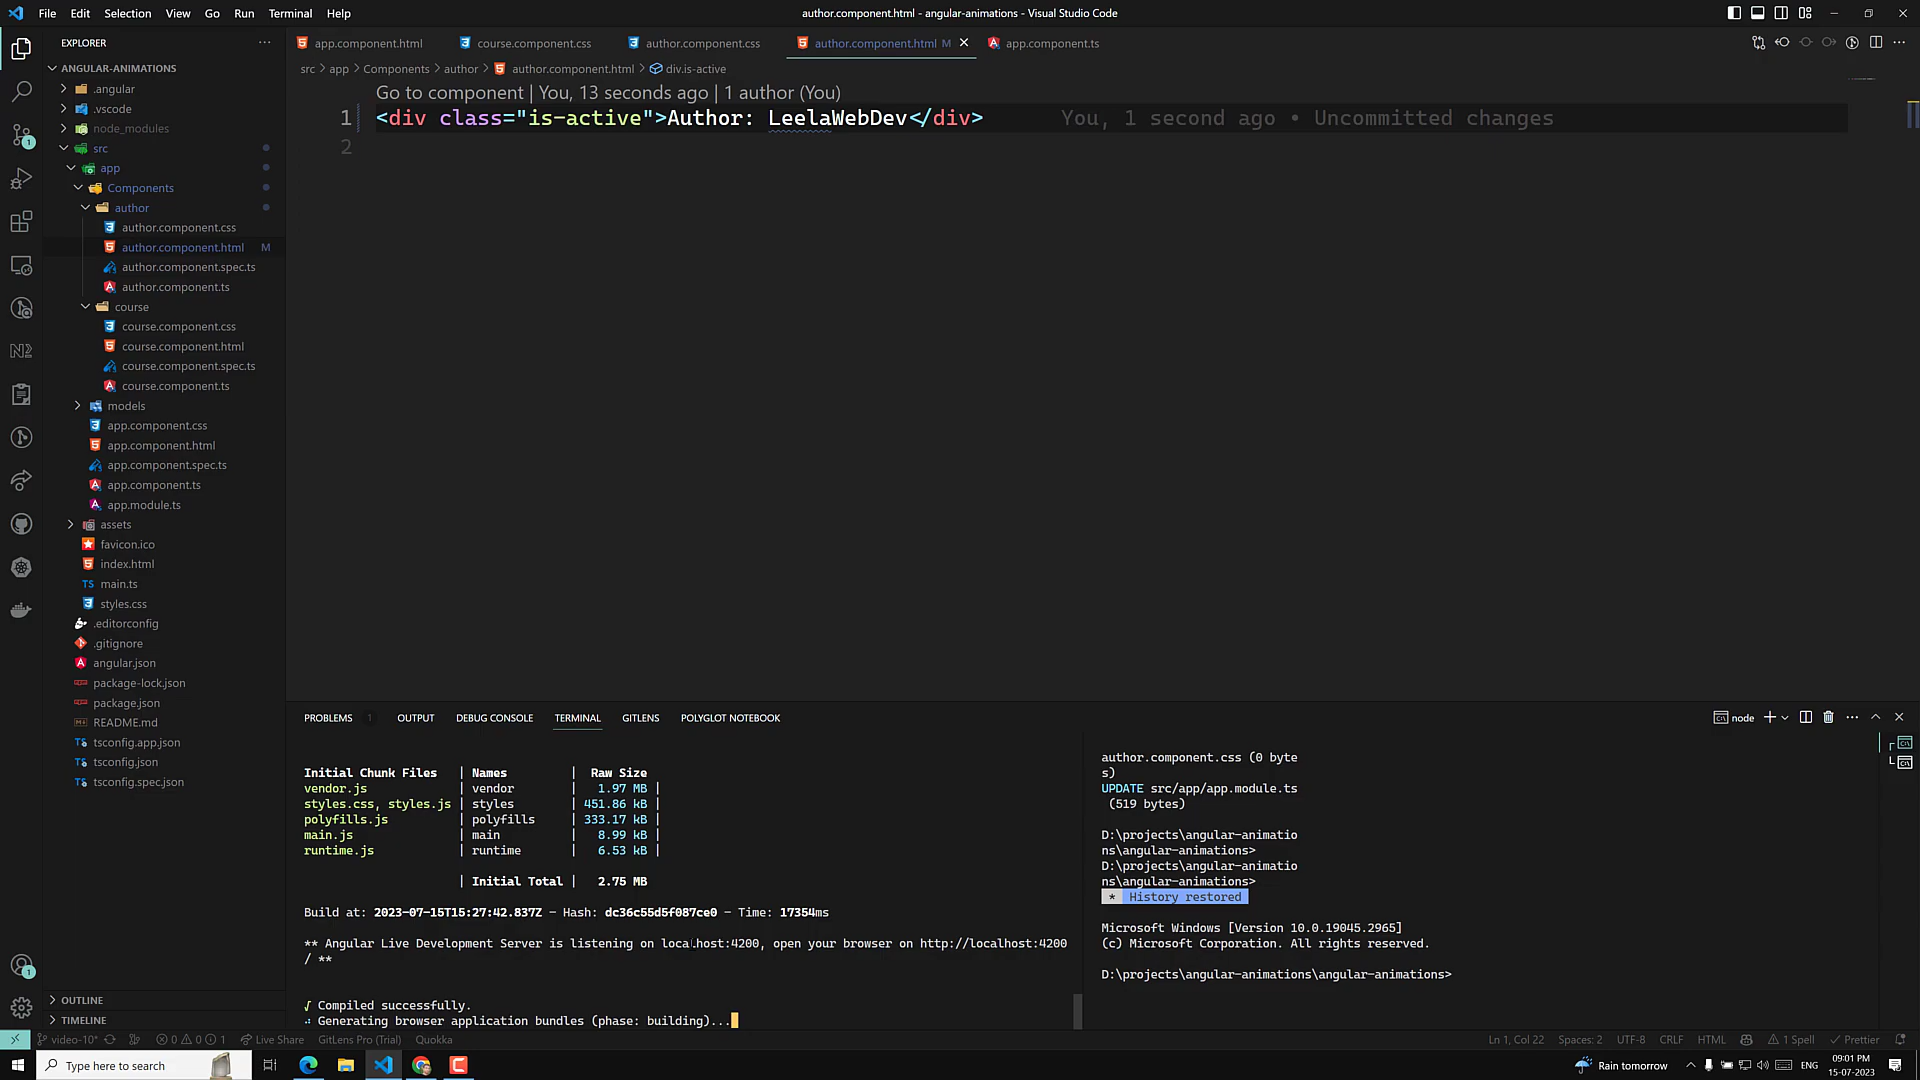 File Edit Selection View Go Run Terminal Help
author.component.html - angular-animations - Visual Studio Code
EXPLORER
ANGULAR-ANIMATIONS
.angular
.vscode
node_modules
src
app
Components
author
author.component.css
author.component.html M
author.component.spec.ts
author.component.ts
course
course.component.css
course.component.html
course.component.spec.ts
course.component.ts
models
app.component.css
app.component.html
app.component.spec.ts
app.component.ts
app.module.ts
assets
favicon.ico
index.html
main.ts
styles.css
.editorconfig
.gitignore
angular.json
package-lock.json
package.json
README.md
tsconfig.app.json
tsconfig.json
tsconfig.spec.json
OUTLINE
TIMELINE
app.component.html course.component.css author.component.css author.component.html M app.component.ts
src > app > Components > author > author.component.html > div.is-active
Go to component | You, 13 seconds ago | 1 author (You)
1 <div class="is-active">Author: LeelaWebDev</div> You, 1 second ago • Uncommitted changes
2
PROBLEMS 1 OUTPUT DEBUG CONSOLE TERMINAL GITLENS POLYGLOT NOTEBOOK
node
Initial Chunk Files | Names | Raw Size
vendor.js | vendor | 1.97 MB |
styles.css, styles.js | styles | 451.86 kB |
polyfills.js | polyfills | 333.17 kB |
main.js | main | 8.99 kB |
runtime.js | runtime | 6.53 kB |
| Initial Total | 2.75 MB
Build at: 2023-07-15T15:27:42.837Z - Hash: dc36c55d5f087ce0 - Time: 17354ms
** Angular Live Development Server is listening on localhost:4200, open your browser on http://localhost:4200
/ **
√ Compiled successfully.
Generating browser application bundles (phase: building)...
author.component.css (0 byte
s)
UPDATE src/app/app.module.ts
(519 bytes)
D:\projects\angular-animatio
ns\angular-animations>
D:\projects\angular-animatio
ns\angular-animations>
* History restored
Microsoft Windows [Version 10.0.19045.2965]
(c) Microsoft Corporation. All rights reserved.
D:\projects\angular-animations\angular-animations>
video-10* 0 0 1 Live Share GitLens Pro (Trial) Quokka
Ln 1, Col 22 Spaces: 2 UTF-8 CRLF HTML 1 Spell Prettier
Type here to search
Rain tomorrow
ENG
09:01 PM
15-07-2023